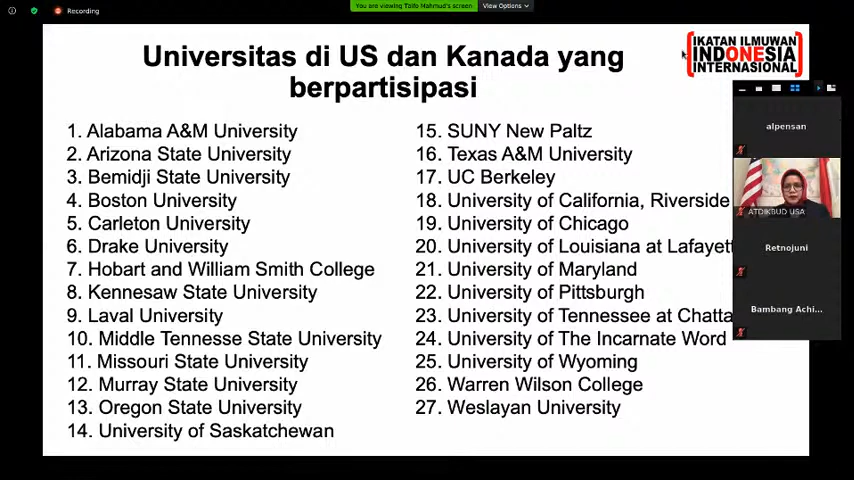 Recording
You are viewing Taifo Mahmud's screen
View Options
Universitas di US dan Kanada yang
berpartisipasi
IKATAN ILMUWAN
INDONESIA
INTERNASIONAL
1. Alabama A&M University
2. Arizona State University
3. Bemidji State University
4. Boston University
5. Carleton University
6. Drake University
7. Hobart and William Smith College
8. Kennesaw State University
9. Laval University
10. Middle Tennesse State University
11. Missouri State University
12. Murray State University
13. Oregon State University
14. University of Saskatchewan
15. SUNY New Paltz
16. Texas A&M University
17. UC Berkeley
18. University of California, Riverside
19. University of Chicago
20. University of Louisiana at Lafayett
21. University of Maryland
22. University of Pittsburgh
23. University of Tennessee at Chatta
24. University of The Incarnate Word
25. University of Wyoming
26. Warren Wilson College
27. Weslayan University
alpensan
ATDIKBUD USA
Retnojuni
Bambang Achi...